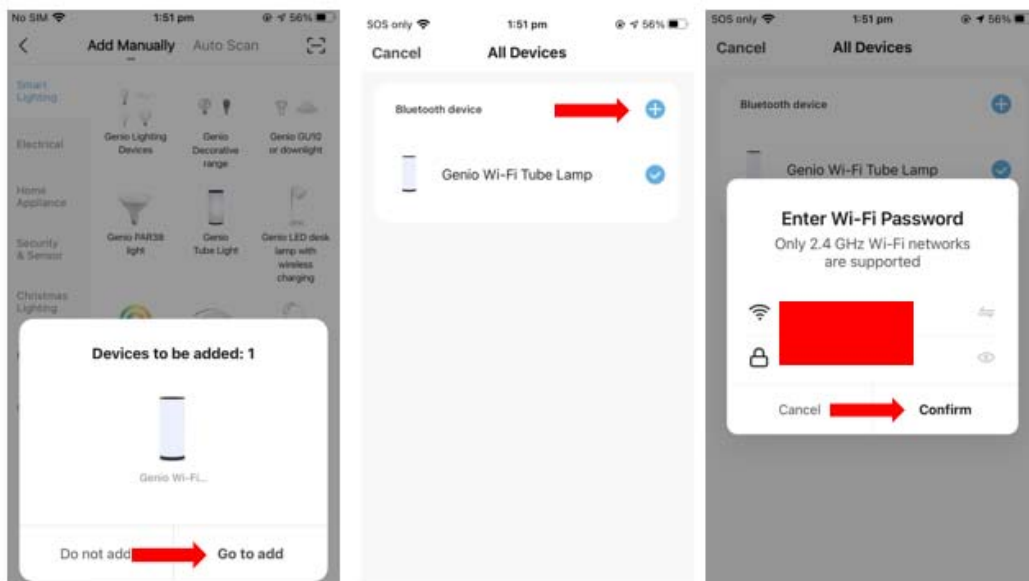 No SIM 1:51 pm 56%
Add Manually Auto Scan
Smart
Lighting
Electrical
Home
Appliance
Security
& Sensor
Christmas
Lighting
Genio Lighting
Devices
Genio
Decorative
range
Genio GU10
or downlight
Genio PAR38
light
Genio
Tube Light
Genio LED desk
lamp with
wireless
charging
Devices to be added: 1
Genio Wi-Fi...
Do not add
Go to add
SOS only 1:51 pm 56%
Cancel All Devices
Bluetooth device
Genio Wi-Fi Tube Lamp
SOS only 1:51 pm 56%
Cancel All Devices
Bluetooth device
Genio Wi-Fi Tube Lamp
Enter Wi-Fi Password
Only 2.4 GHz Wi-Fi networks
are supported
Cancel
Confirm